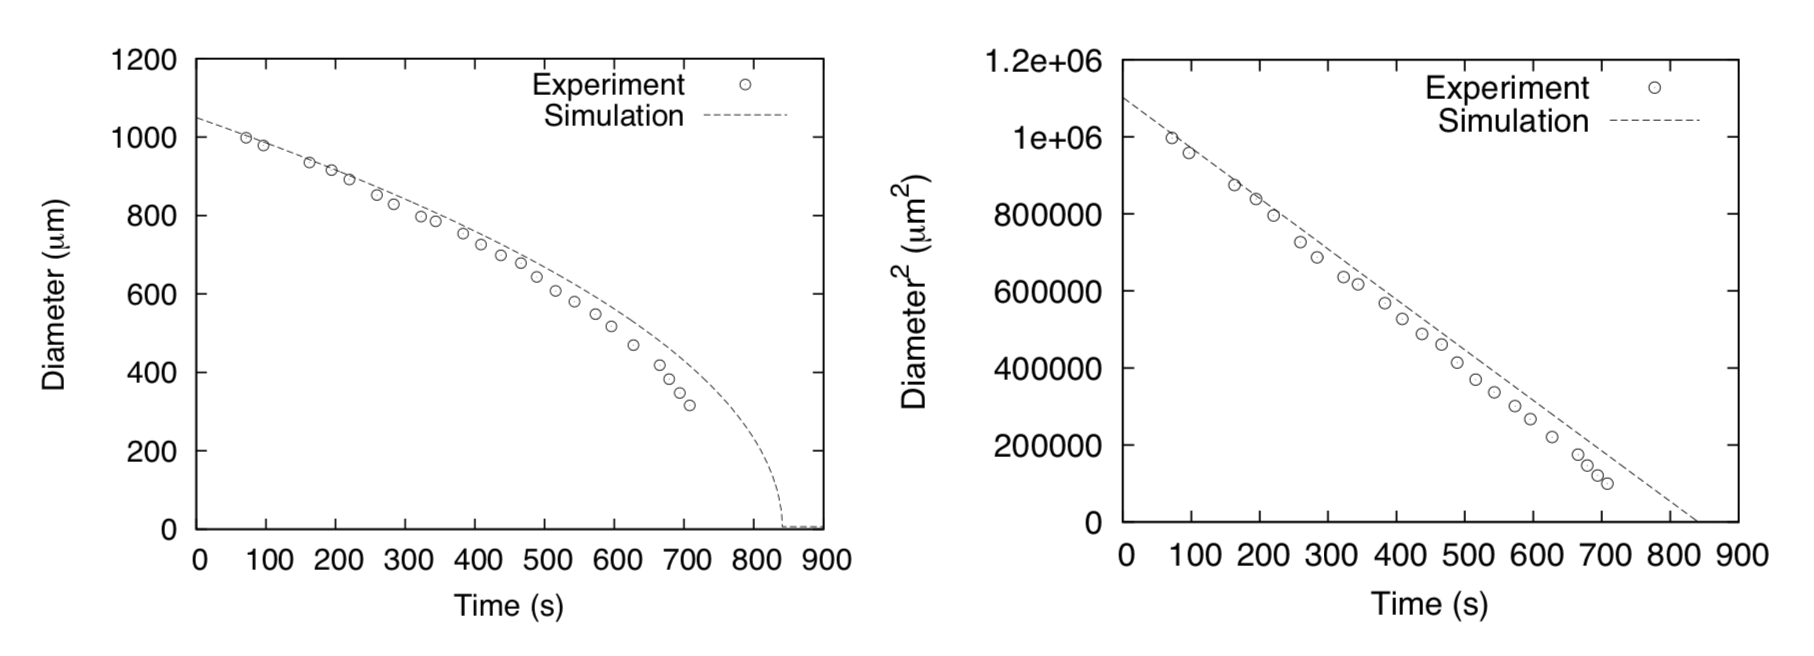 1200
1000
800
600
400
200
0
Diameter (μm)
Experiment
Simulation
0 100 200 300 400 500 600 700 800 900
Time (s)
1.2e+06
1e+06
800000
600000
400000
200000
0
Diameter² (μm²)
Experiment
Simulation
0 100 200 300 400 500 600 700 800 900
Time (s)